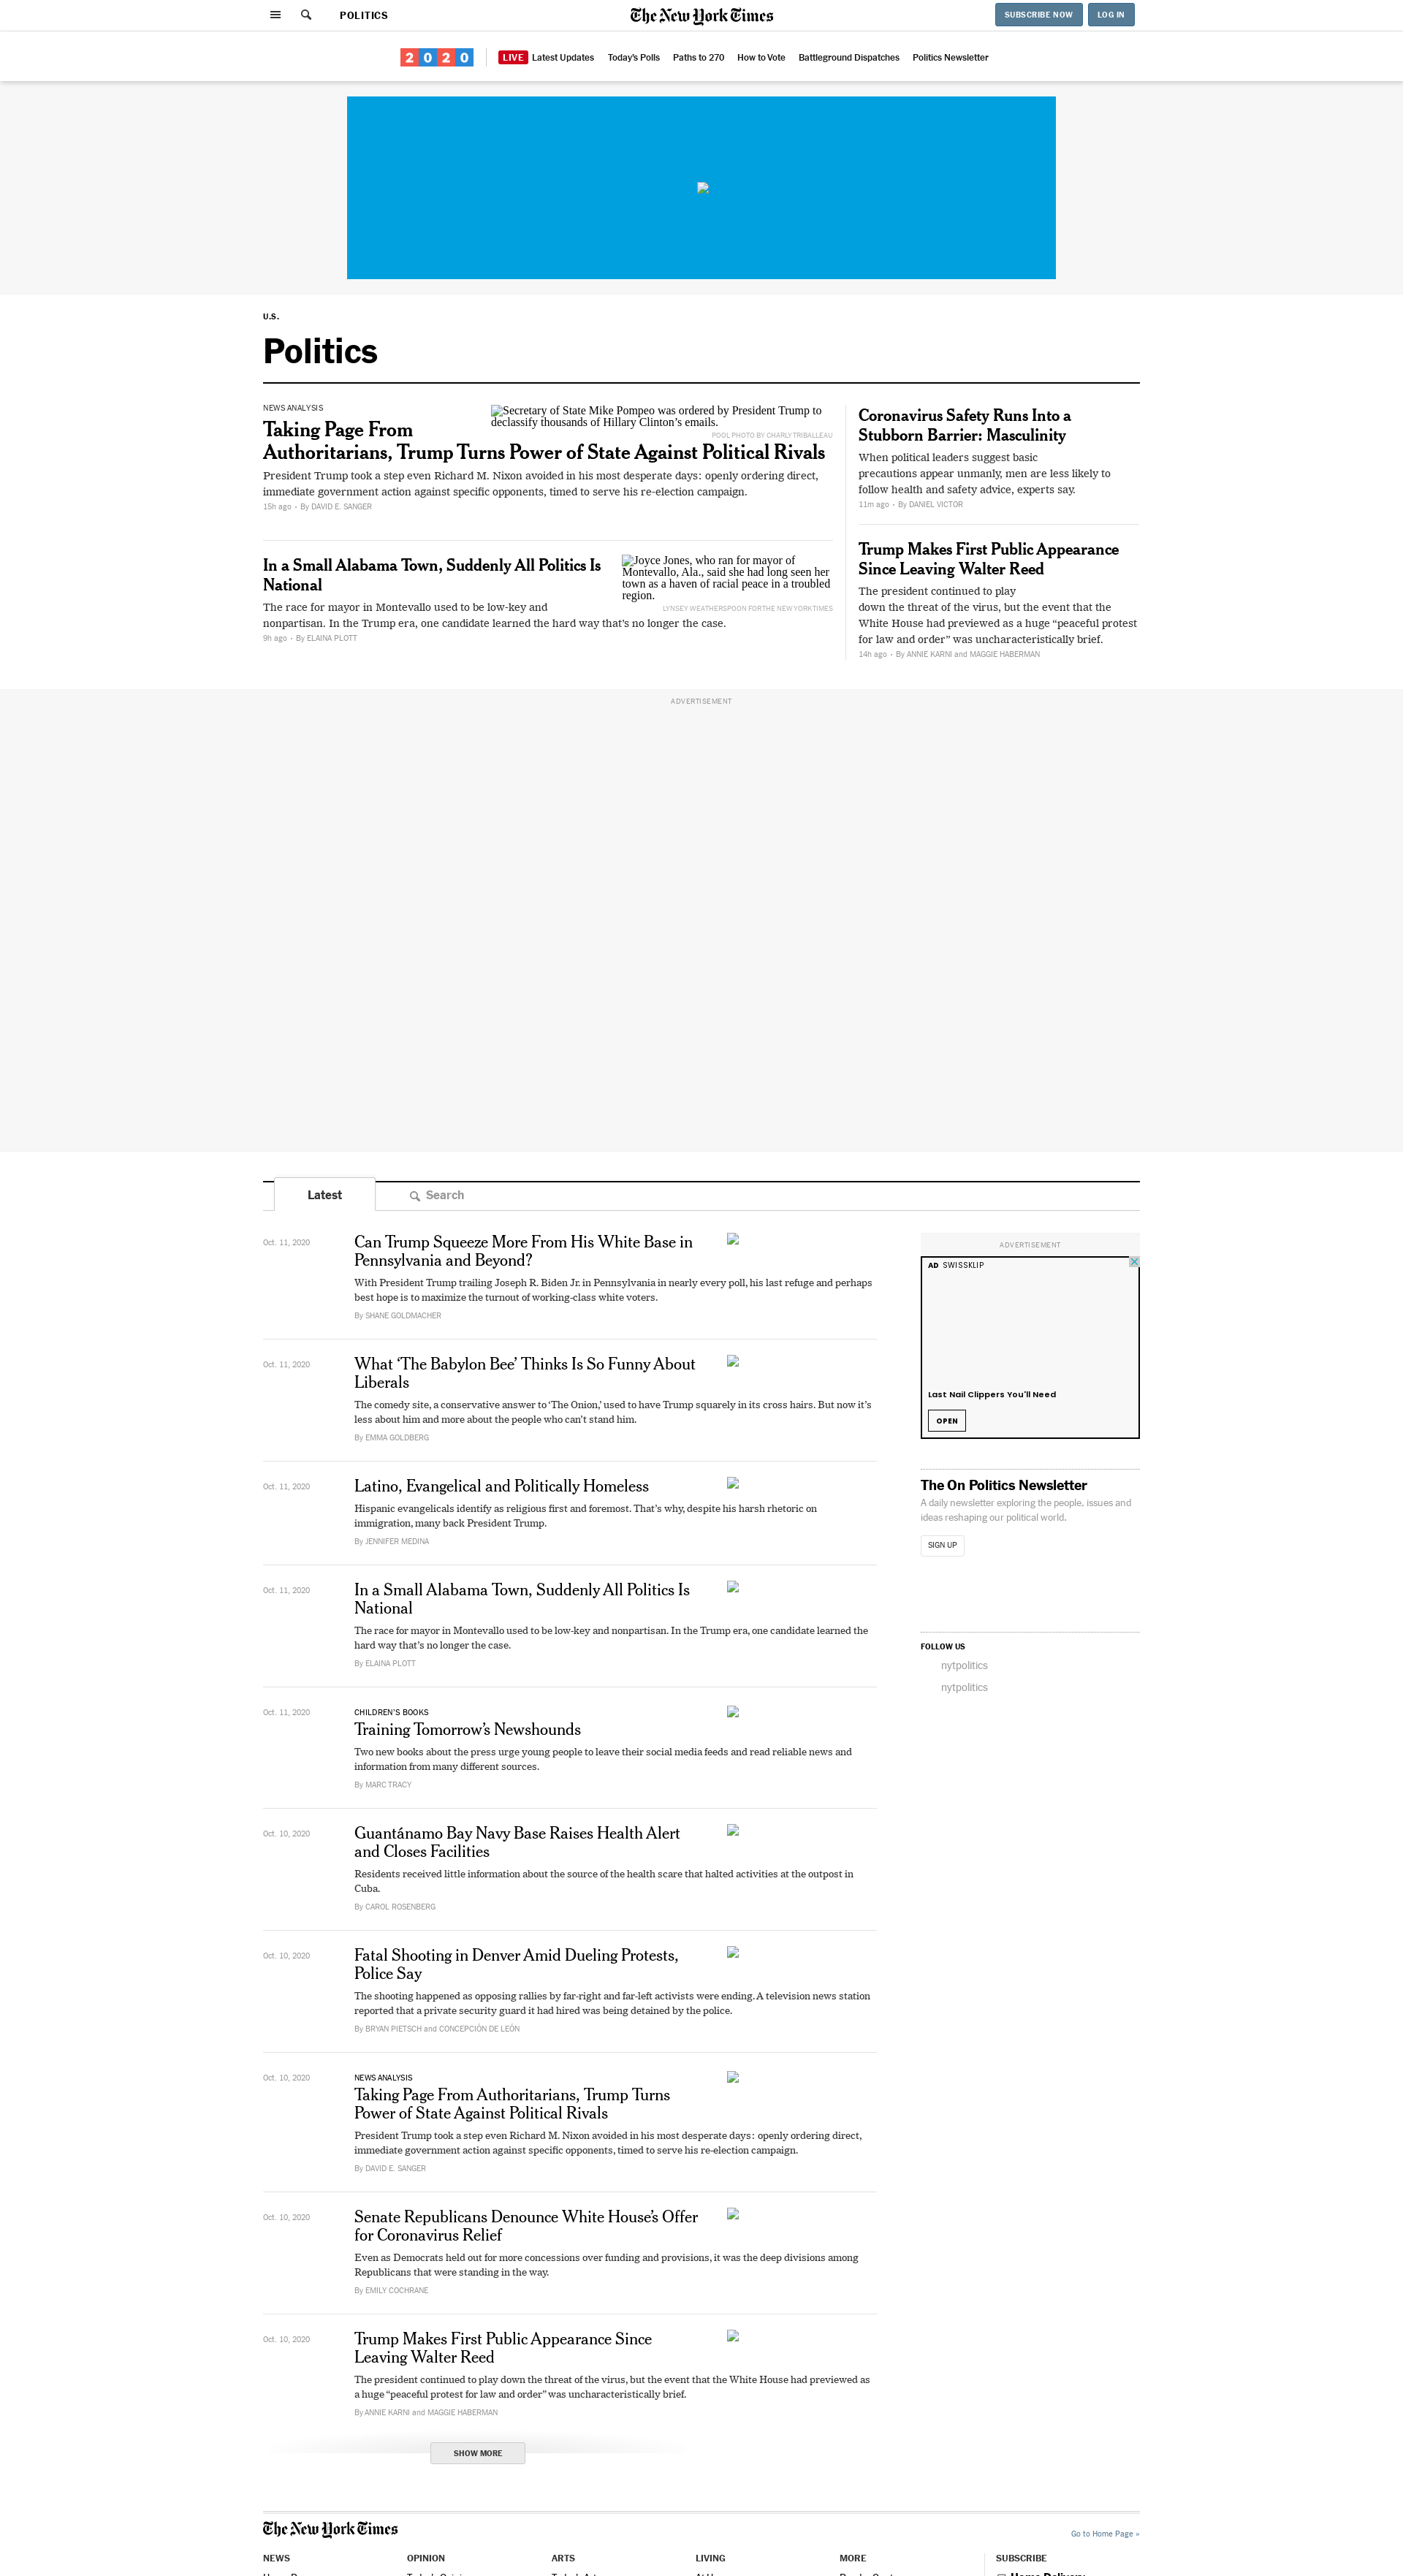 POLITICS
The New York Times
SUBSCRIBE NOW
LOG IN
2020
LIVE Latest Updates
Today's Polls
Paths to 270
How to Vote
Battleground Dispatches
Politics Newsletter
U.S.
Politics
NEWS ANALYSIS
Taking Page From
Authoritarians, Trump Turns Power of State Against Political Rivals
Secretary of State Mike Pompeo was ordered by President Trump to
declassify thousands of Hillary Clinton’s emails.
POOL PHOTO BY CHARLY TRIBALLEAU
President Trump took a step even Richard M. Nixon avoided in his most desperate days: openly ordering direct,
immediate government action against specific opponents, timed to serve his re-election campaign.
15h ago • By DAVID E. SANGER
In a Small Alabama Town, Suddenly All Politics Is
National
Joyce Jones, who ran for mayor of
Montevallo, Ala., said she had long seen her
town as a haven of racial peace in a troubled
region.
LYNSEY WEATHERSPOON FOR THE NEW YORK TIMES
The race for mayor in Montevallo used to be low-key and
nonpartisan. In the Trump era, one candidate learned the hard way that’s no longer the case.
9h ago • By ELAINA PLOTT
Coronavirus Safety Runs Into a
Stubborn Barrier: Masculinity
When political leaders suggest basic
precautions appear unmanly, men are less likely to
follow health and safety advice, experts say.
11m ago • By DANIEL VICTOR
Trump Makes First Public Appearance
Since Leaving Walter Reed
The president continued to play
down the threat of the virus, but the event that the
White House had previewed as a huge “peaceful protest
for law and order” was uncharacteristically brief.
14h ago • By ANNIE KARNI and MAGGIE HABERMAN
ADVERTISEMENT
Latest
Search
Oct. 11, 2020
Can Trump Squeeze More From His White Base in
Pennsylvania and Beyond?
With President Trump trailing Joseph R. Biden Jr. in Pennsylvania in nearly every poll, his last refuge and perhaps
best hope is to maximize the turnout of working-class white voters.
By SHANE GOLDMACHER
Oct. 11, 2020
What ‘The Babylon Bee’ Thinks Is So Funny About
Liberals
The comedy site, a conservative answer to ‘The Onion,’ used to have Trump squarely in its cross hairs. But now it’s
less about him and more about the people who can’t stand him.
By EMMA GOLDBERG
Oct. 11, 2020
Latino, Evangelical and Politically Homeless
Hispanic evangelicals identify as religious first and foremost. That’s why, despite his harsh rhetoric on
immigration, many back President Trump.
By JENNIFER MEDINA
Oct. 11, 2020
In a Small Alabama Town, Suddenly All Politics Is
National
The race for mayor in Montevallo used to be low-key and nonpartisan. In the Trump era, one candidate learned the
hard way that’s no longer the case.
By ELAINA PLOTT
Oct. 11, 2020
CHILDREN’S BOOKS
Training Tomorrow’s Newshounds
Two new books about the press urge young people to leave their social media feeds and read reliable news and
information from many different sources.
By MARC TRACY
Oct. 10, 2020
Guantánamo Bay Navy Base Raises Health Alert
and Closes Facilities
Residents received little information about the source of the health scare that halted activities at the outpost in
Cuba.
By CAROL ROSENBERG
Oct. 10, 2020
Fatal Shooting in Denver Amid Dueling Protests,
Police Say
The shooting happened as opposing rallies by far-right and far-left activists were ending. A television news station
reported that a private security guard it had hired was being detained by the police.
By BRYAN PIETSCH and CONCEPCIÓN DE LEÓN
Oct. 10, 2020
NEWS ANALYSIS
Taking Page From Authoritarians, Trump Turns
Power of State Against Political Rivals
President Trump took a step even Richard M. Nixon avoided in his most desperate days: openly ordering direct,
immediate government action against specific opponents, timed to serve his re-election campaign.
By DAVID E. SANGER
Oct. 10, 2020
Senate Republicans Denounce White House’s Offer
for Coronavirus Relief
Even as Democrats held out for more concessions over funding and provisions, it was the deep divisions among
Republicans that were standing in the way.
By EMILY COCHRANE
Oct. 10, 2020
Trump Makes First Public Appearance Since
Leaving Walter Reed
The president continued to play down the threat of the virus, but the event that the White House had previewed as
a huge “peaceful protest for law and order” was uncharacteristically brief.
By ANNIE KARNI and MAGGIE HABERMAN
SHOW MORE
ADVERTISEMENT
AD SWISSKLIP
Last Nail Clippers You'll Need
OPEN
The On Politics Newsletter
A daily newsletter exploring the people, issues and
ideas reshaping our political world.
SIGN UP
FOLLOW US
nytpolitics
nytpolitics
The New York Times
Go to Home Page »
NEWS
OPINION
ARTS
LIVING
MORE
SUBSCRIBE